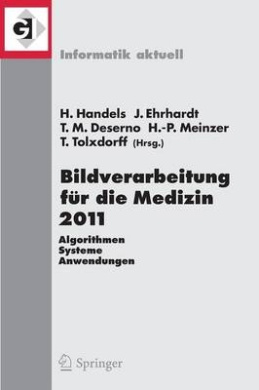 GI
Informatik aktuell
H. Handels J. Ehrhardt
T. M. Deserno H.-P. Meinzer
T. Tolxdorff (Hrsg.)
Bildverarbeitung
für die Medizin
2011
Algorithmen
Systeme
Anwendungen
Springer